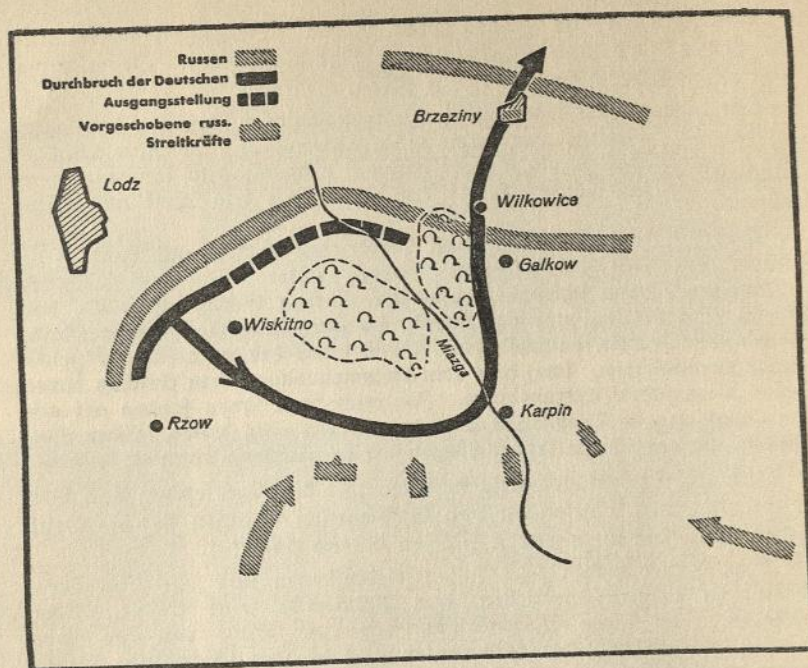 Russen
Durchbruch der Deutschen
Ausgangsstellung
Vorgeschobene russ.
Streitkräfte
Brzeziny
Lodz
Wilkowice
Galkow
Wiskitno
Miazga
Karpin
Rzow